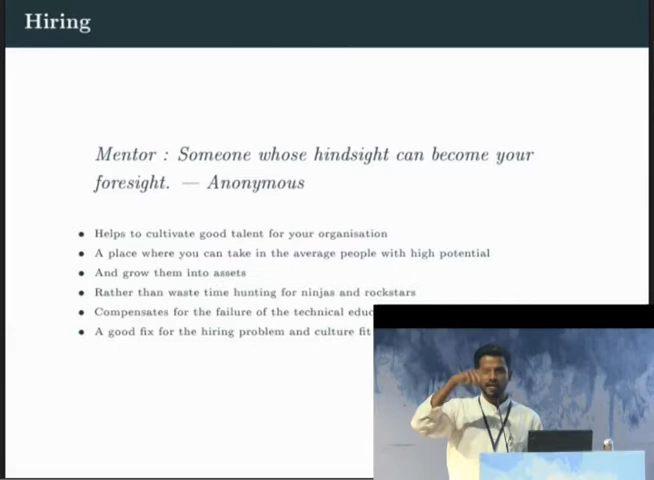 Hiring
Mentor : Someone whose hindsight can become your
foresight. — Anonymous
• Helps to cultivate good talent for your organisation
• A place where you can take in the average people with high potential
• And grow them into assets
• Rather than waste time hunting for ninjas and rockstars
• Compensates for the failure of the technical educ
• A good fix for the hiring problem and culture fit